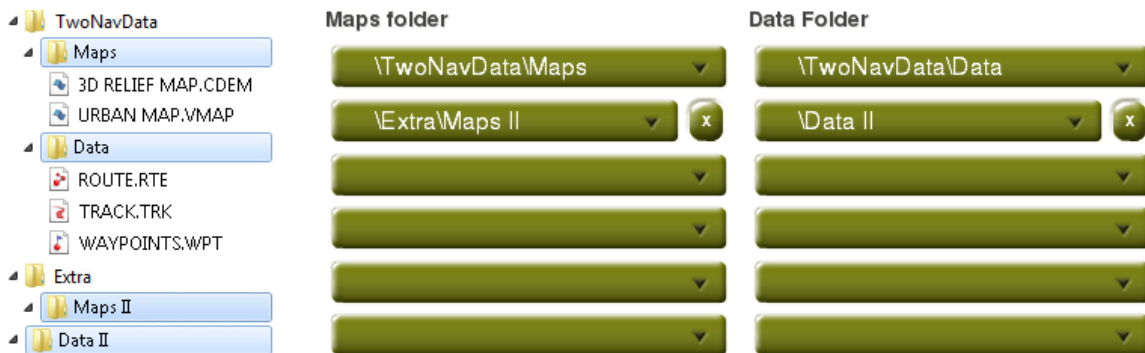 TwoNavData
Maps
3D RELIEF MAP.CDEM
URBAN MAP.VMAP
Data
ROUTE.RTE
TRACK.TRK
WAYPOINTS.WPT
Extra
Maps II
Data II
Maps folder
\TwoNavData\Maps
\Extra\Maps II
x
Data Folder
\TwoNavData\Data
\Data II
x